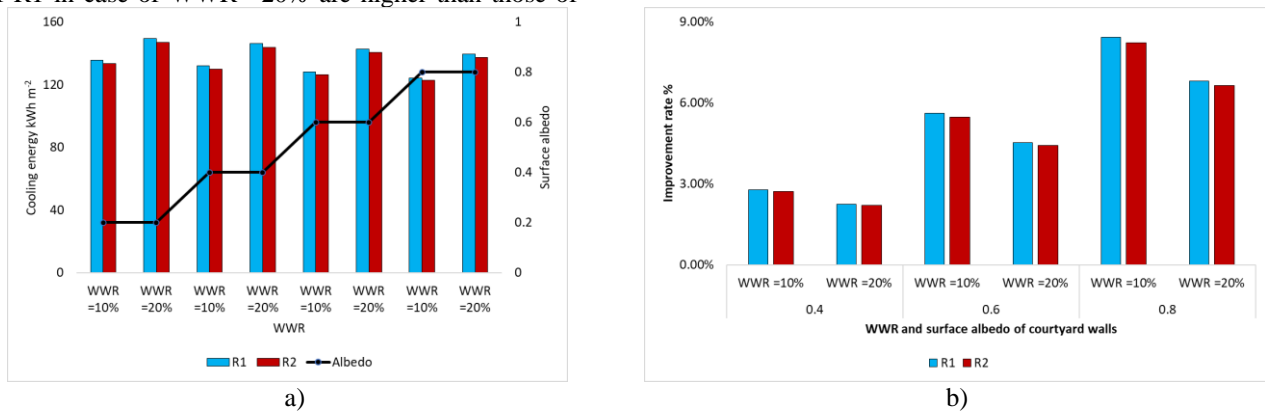 R1 in case of WWR =20% are higher than those of
160
120
80
40
0
Cooling energy kWh m-2
1
0.8
0.6
0.4
0.2
0
Surface albedo
WWR WWR WWR WWR WWR WWR WWR WWR
=10% =20% =10% =20% =10% =20% =10% =20%
WWR
R1 R2 Albedo
a)
9.00%
6.00%
3.00%
0.00%
Improvement rate %
WWR =10% WWR =20% WWR =10% WWR =20% WWR =10% WWR =20%
0.4 0.6 0.8
WWR and surface albedo of courtyard walls
R1 R2
b)